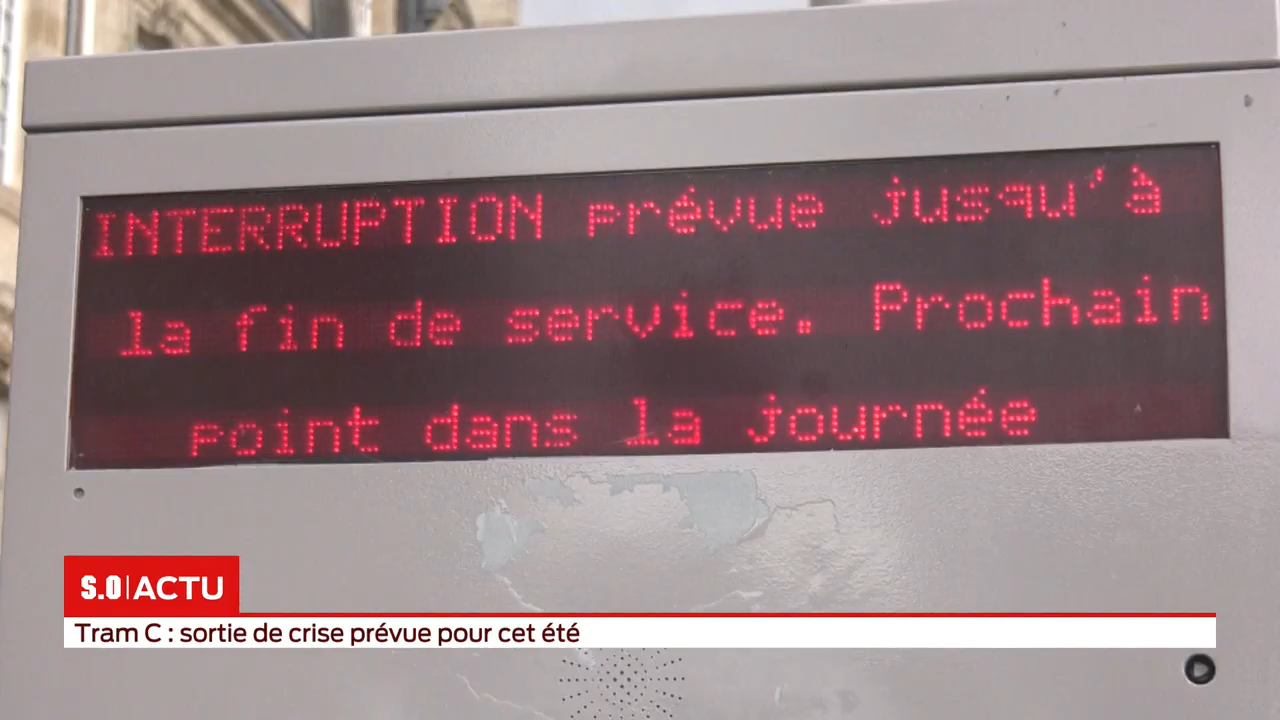 INTERRUPTION prévue jusqu'à
la fin de service. Prochain
point dans la journée
S.O | ACTU
Tram C : sortie de crise prévue pour cet été